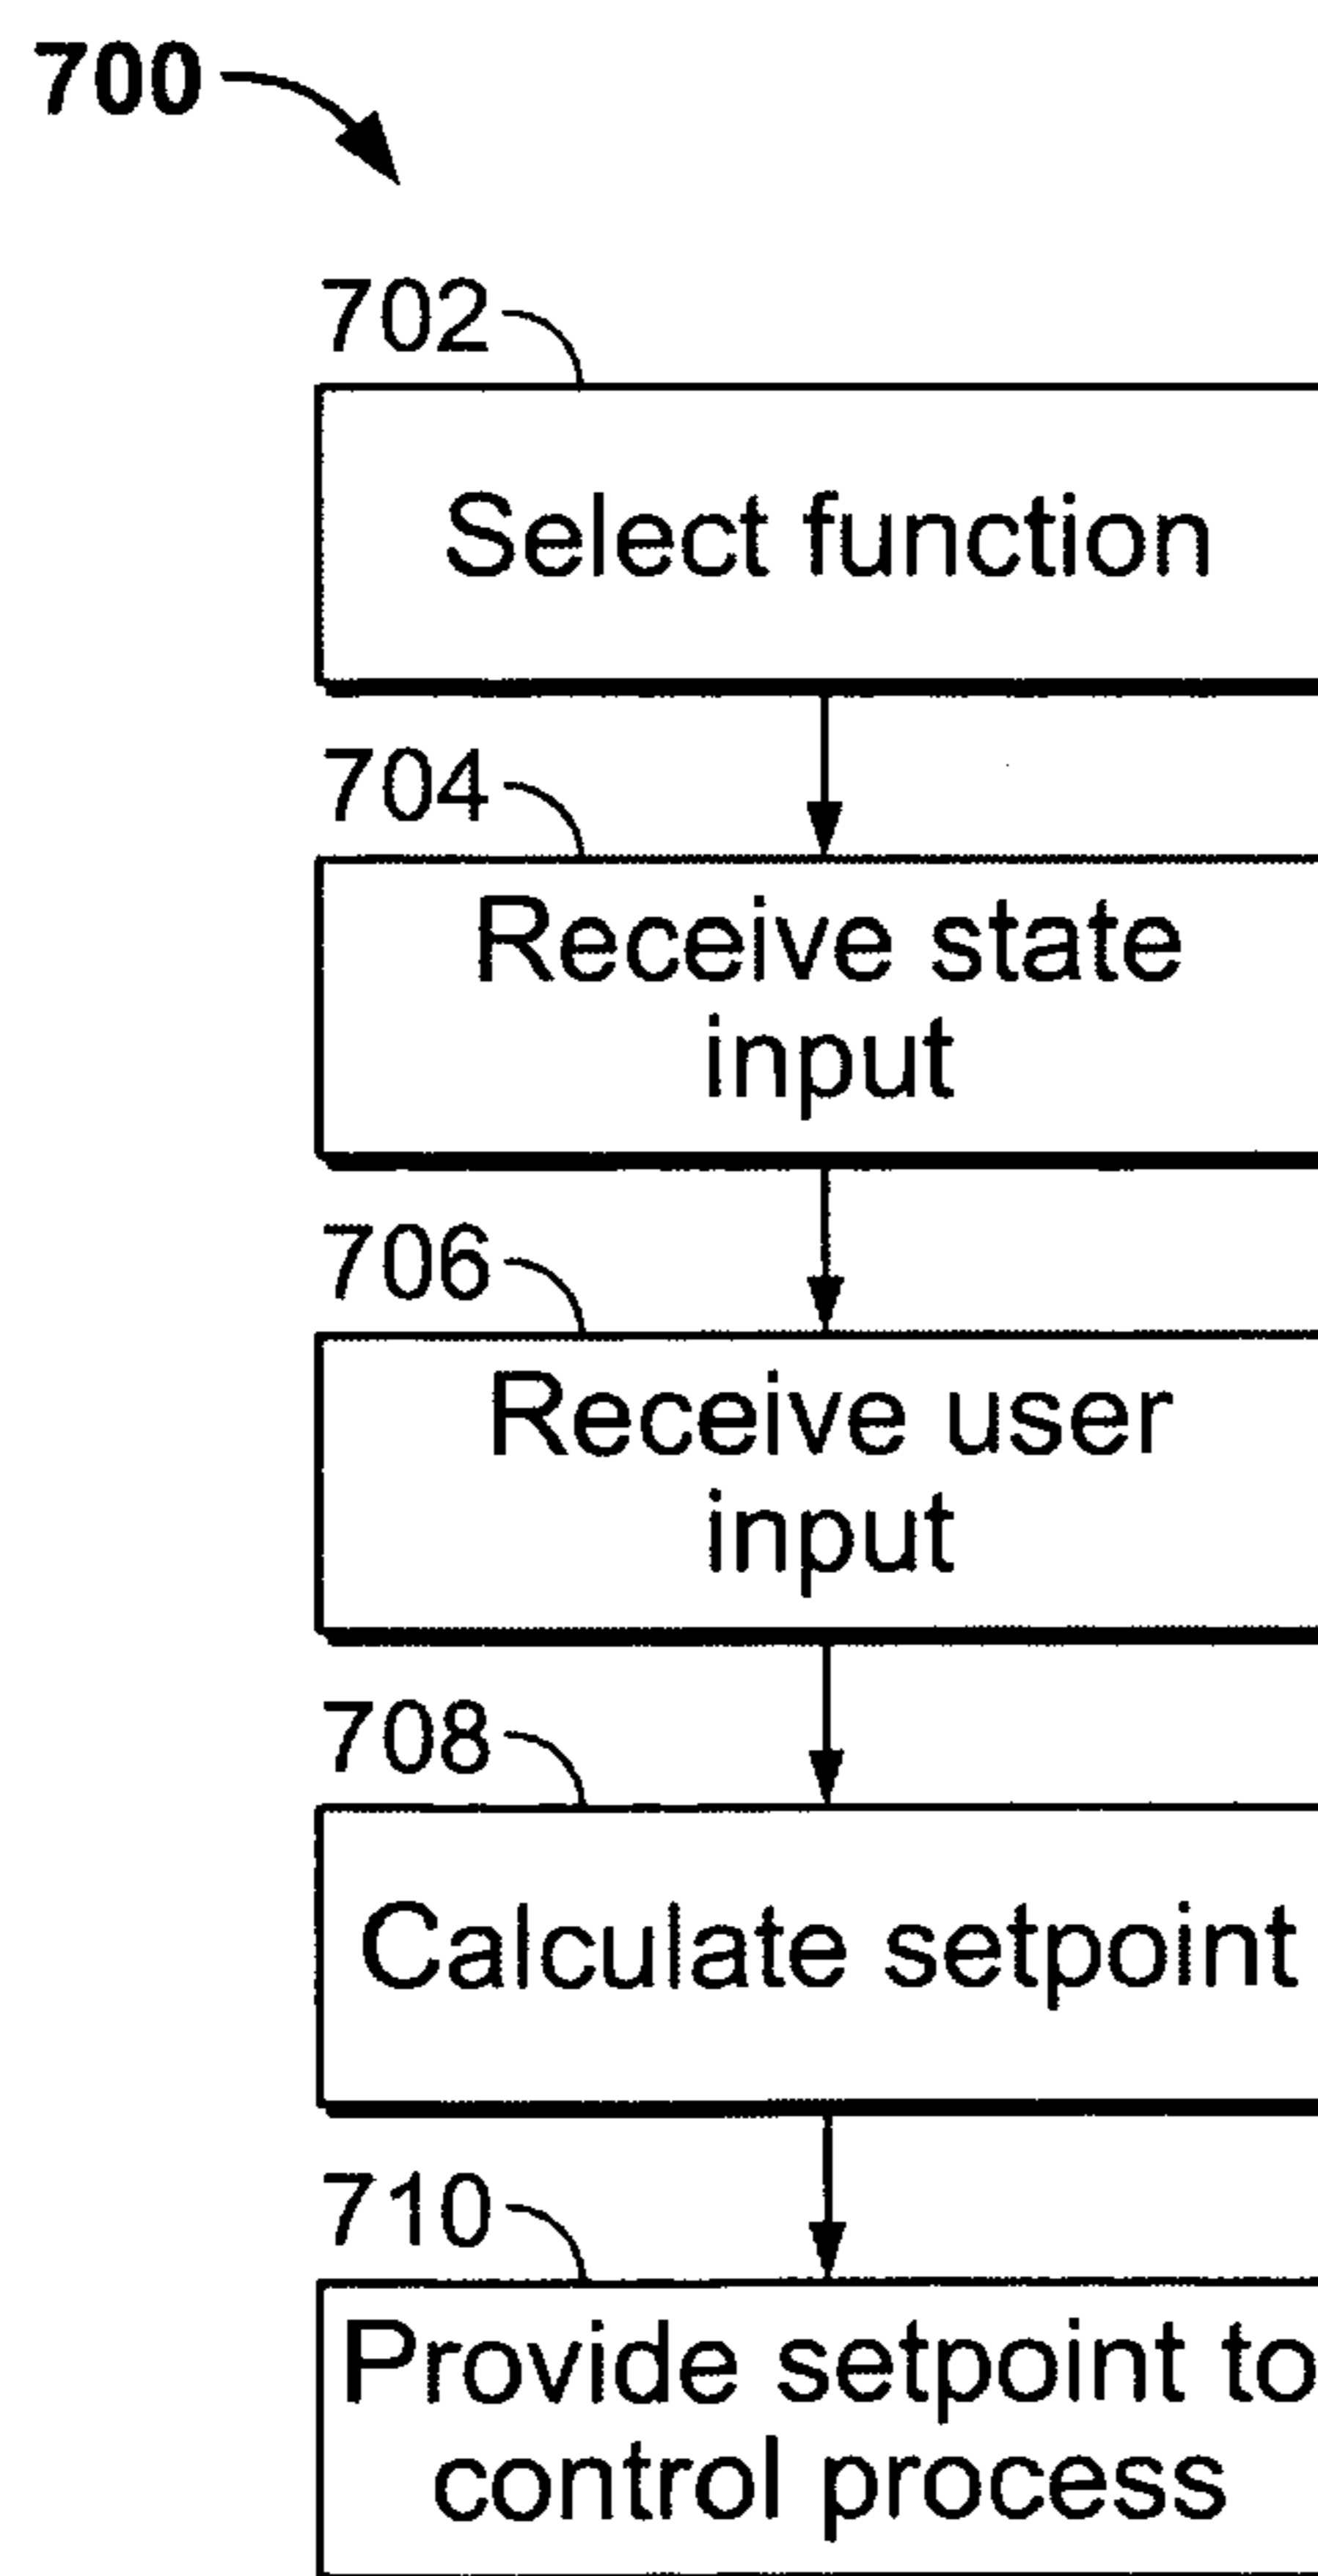 700
702
Select function
704
Receive state
input
706
Receive user
input
708
Calculate setpoint
710
Provide setpoint to
control process